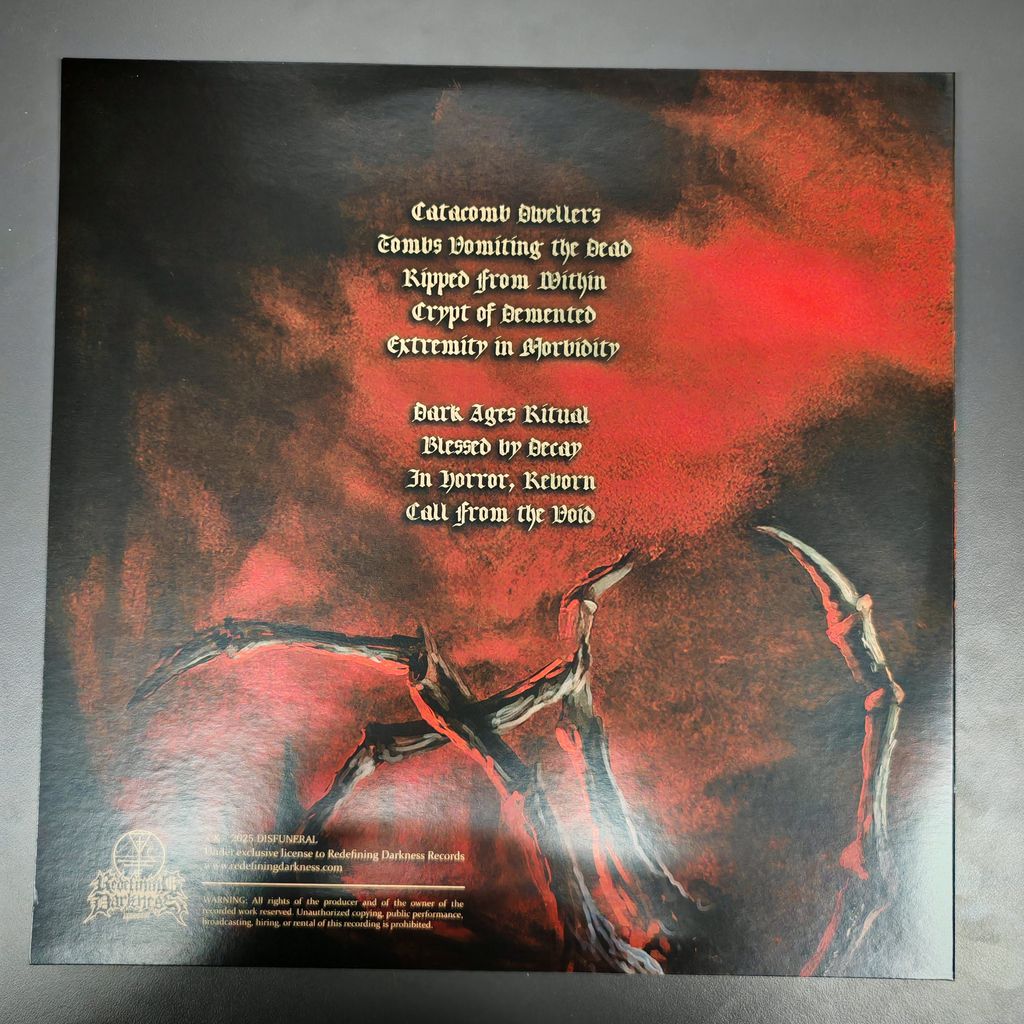 Catacomb Dwellers
Tombs Vomiting the Dead
Ripped From Within
Crypt of Demented
Extremity in Morbidity
Dark Ages Ritual
Blessed by Decay
In Horror, Reborn
Call From the Void
2025 DISFUNERAL
Under exclusive license to Redefining Darkness Records
www.redefiningdarkness.com
Redefining
Darkness
WARNING: All rights of the producer and of the owner of the
recorded work reserved. Unauthorized copying, public performance,
broadcasting, hiring, or rental of this recording is prohibited.